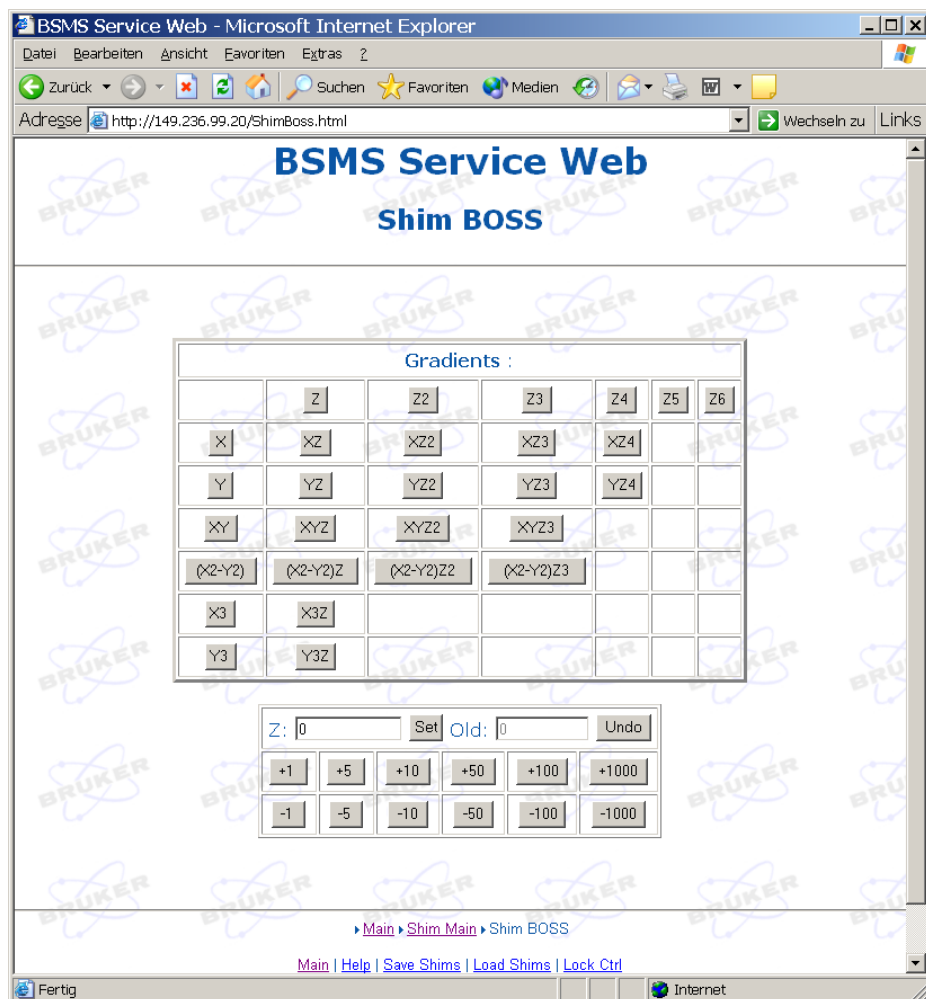 BSMS Service Web - Microsoft Internet Explorer
Datei Bearbeiten Ansicht Favoriten Extras ?
Zurück Suchen Favoriten Medien
Adresse http://149.236.99.20/ShimBoss.html Wechseln zu Links
BSMS Service Web
Shim BOSS
Gradients :
Z Z2 Z3 Z4 Z5 Z6
X XZ XZ2 XZ3 XZ4
Y YZ YZ2 YZ3 YZ4
XY XYZ XYZ2 XYZ3
(X2-Y2) (X2-Y2)Z (X2-Y2)Z2 (X2-Y2)Z3
X3 X3Z
Y3 Y3Z
Z: 0 Set Old: 0 Undo
+1 +5 +10 +50 +100 +1000
-1 -5 -10 -50 -100 -1000
Main Shim Main Shim BOSS
Main | Help | Save Shims | Load Shims | Lock Ctrl
Fertig Internet
BRUKER